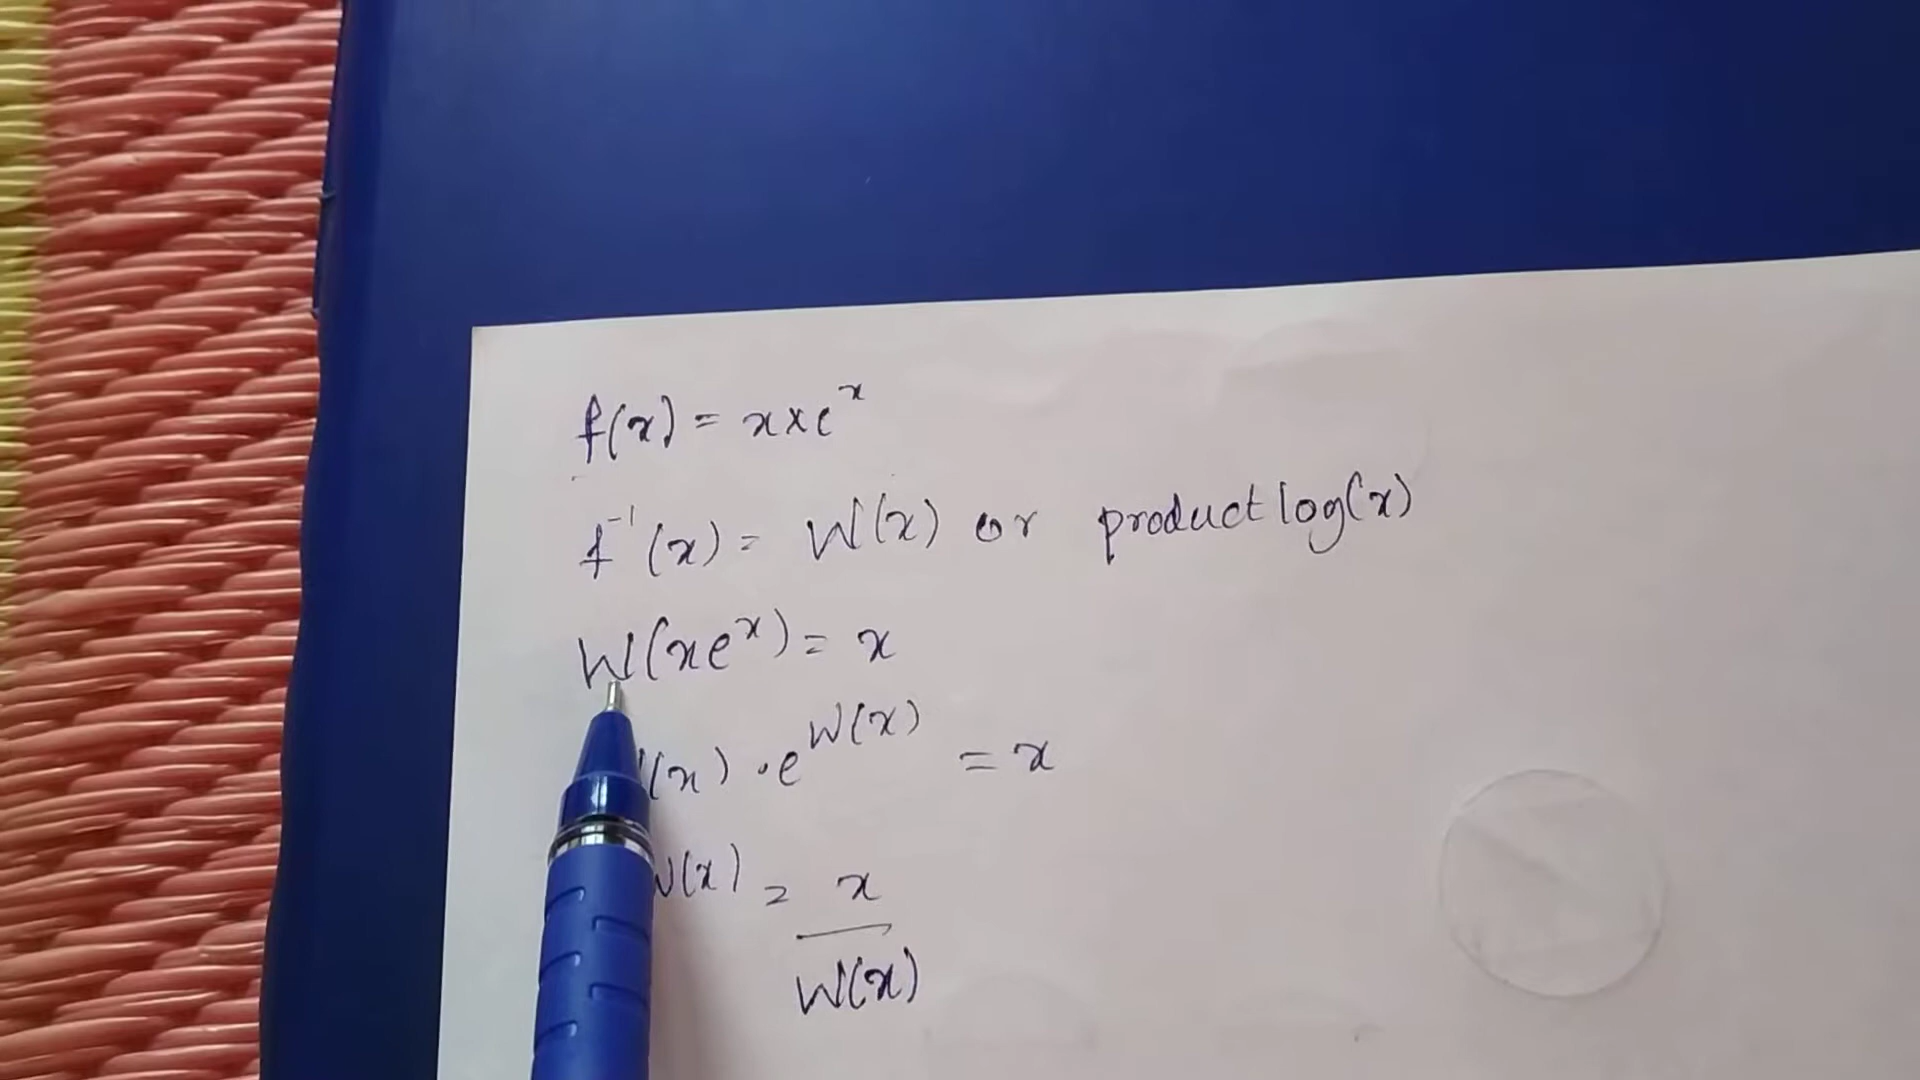 f(x) = x×e^x
f^-1(x) = W(x) or productlog(x)
W(xe^x) = x
(x) · e^W(x) = x
W(x) = x / W(x)